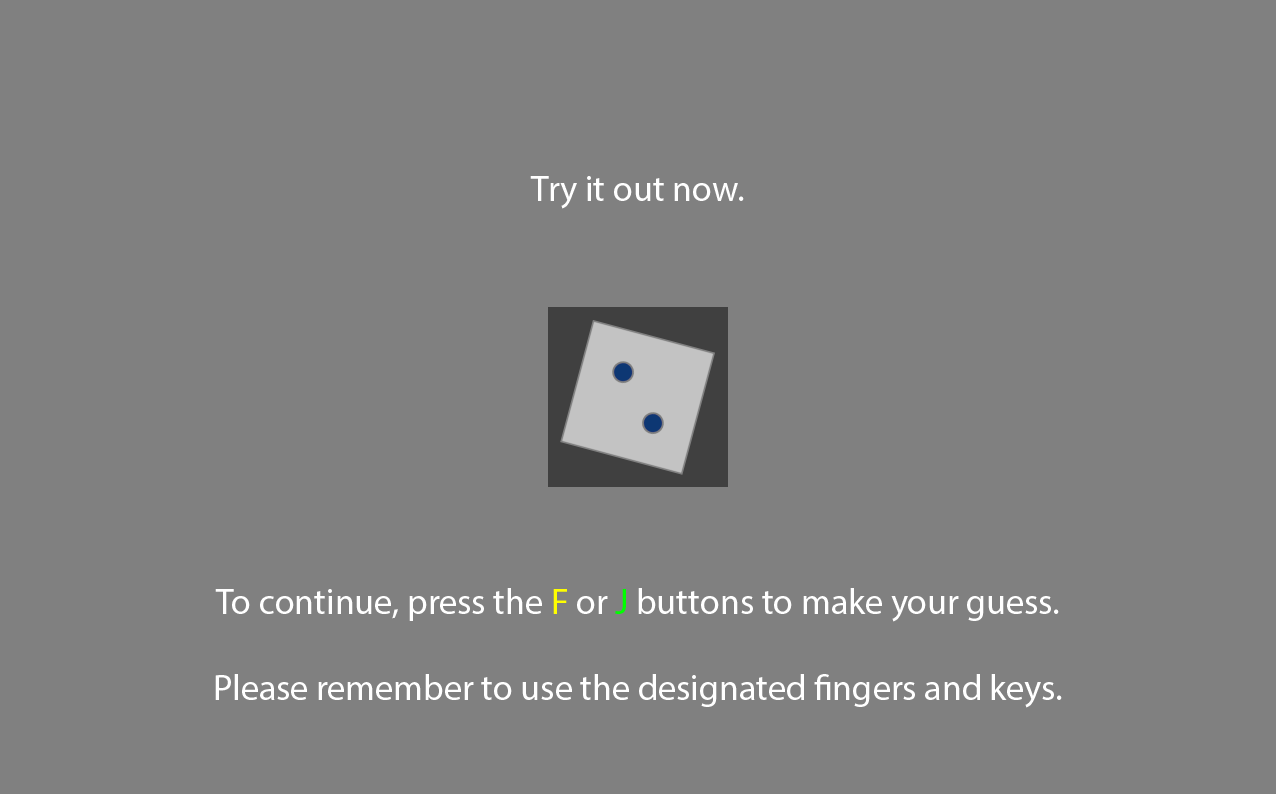 Try it out now.
To continue, press the F or J buttons to make your guess.
Please remember to use the designated fingers and keys.